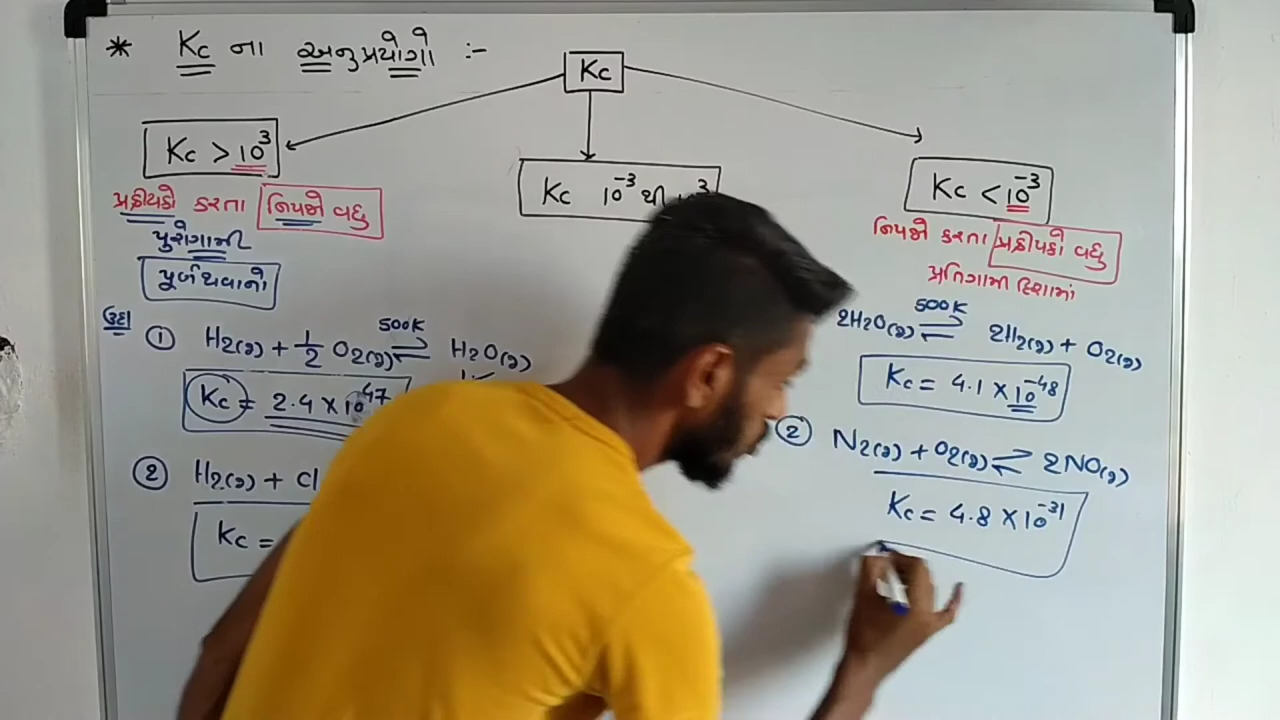 * Kc ના અનુપ્રયોગો :-
Kc
Kc > 10³
પ્રક્રિયકો કરતા નિપજો વધુ
પુરોગામી
પૂર્ણ થવાનો
ઉદા ① H₂(g) + 1/2 O₂(g) ⇌ 500K H₂O(g)
Kc = 2.4 × 10⁴⁷
② H₂(g) + Cl
Kc =
Kc 10⁻³ થી 3
Kc < 10⁻³
નિપજો કરતા પ્રક્રિયકો વધુ
પ્રતિગામી દિશામાં
2H₂O(g) ⇌ 500K 2H₂(g) + O₂(g)
Kc = 4.1 × 10⁻⁴⁸
② N₂(g) + O₂(g) ⇌ 2NO(g)
Kc = 4.8 × 10⁻³¹